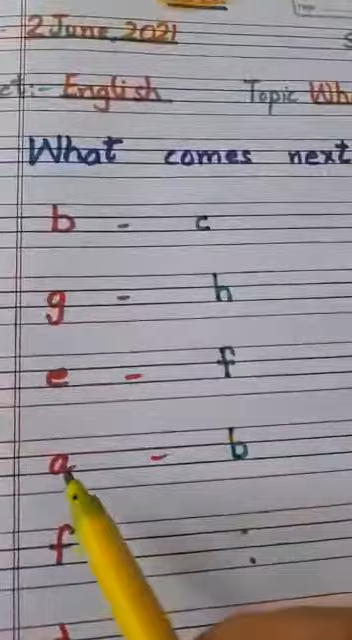 2 June 2021
English Topic
What comes next
b - c
g - h
e - f
a - b
f